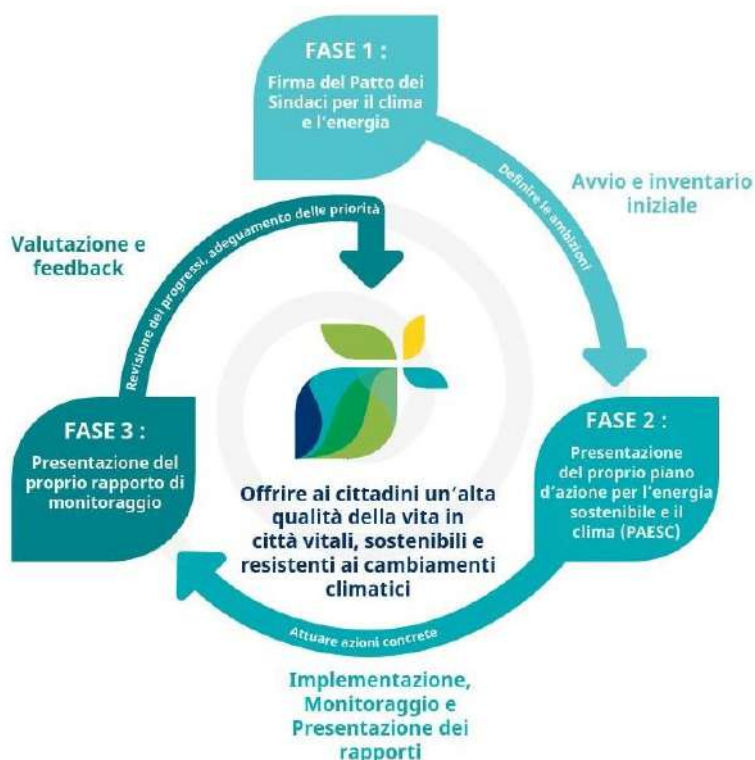 FASE 1 :
Firma del Patto dei
Sindaci per il clima
e l'energia
Definire le ambizioni
Avvio e inventario
iniziale
FASE 2 :
Presentazione
del proprio piano
d'azione per l'energia
sostenibile e il
clima (PAESC)
Attuare azioni concrete
Implementazione,
Monitoraggio e
Presentazione dei
rapporti
FASE 3 :
Presentazione del
proprio rapporto di
monitoraggio
Revisione dei progressi, adeguamento delle priorità
Valutazione e
feedback
Offrire ai cittadini un'alta
qualità della vita in
città vitali, sostenibili e
resistenti ai cambiamenti
climatici